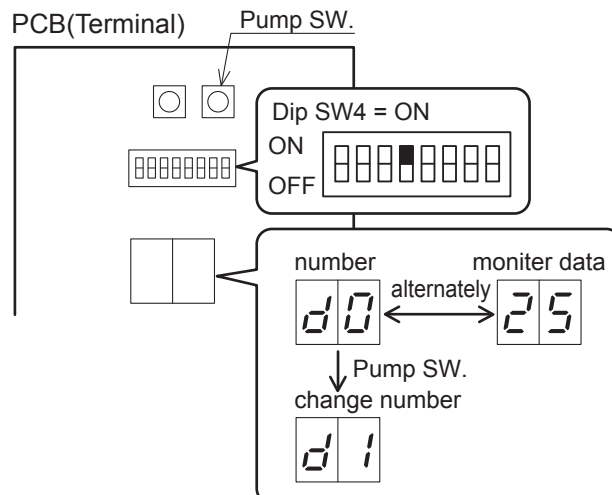 PCB(Terminal)
Pump SW.
Dip SW4 = ON
ON
OFF
number
moniter data
alternately
d0
25
Pump SW.
change number
d1